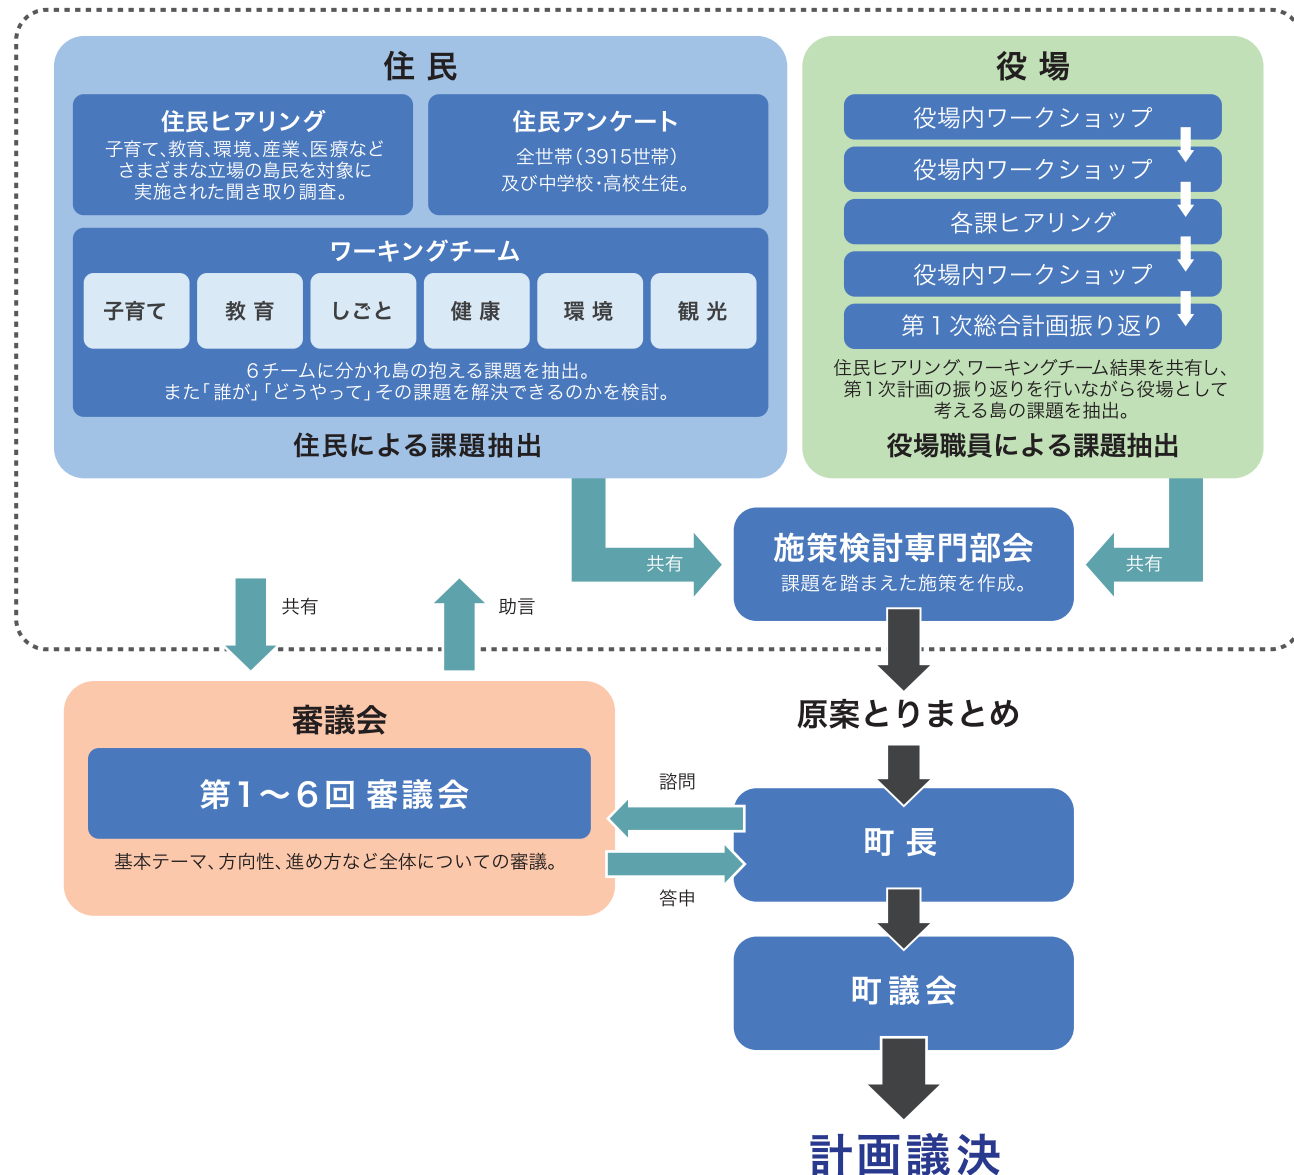 住民
住民ヒアリング
子育て、教育、環境、産業、医療など
さまざまな立場の島民を対象に
実施された聞き取り調査。
住民アンケート
全世帯(3915世帯)
及び中学校・高校生徒。
ワーキングチーム
子育て
教育
しごと
健康
環境
観光
6チームに分かれ島の抱える課題を抽出。
また「誰が」「どうやって」その課題を解決できるのかを検討。
住民による課題抽出
役場
役場内ワークショップ
役場内ワークショップ
各課ヒアリング
役場内ワークショップ
第1次総合計画振り返り
住民ヒアリング、ワーキングチーム結果を共有し、
第1次計画の振り返りを行いながら役場として
考える島の課題を抽出。
役場職員による課題抽出
共有
施策検討専門部会
課題を踏まえた施策を作成。
共有
共有
助言
原案とりまとめ
審議会
第1〜6回 審議会
基本テーマ、方向性、進め方など全体についての審議。
諮問
答申
町長
町議会
計画議決